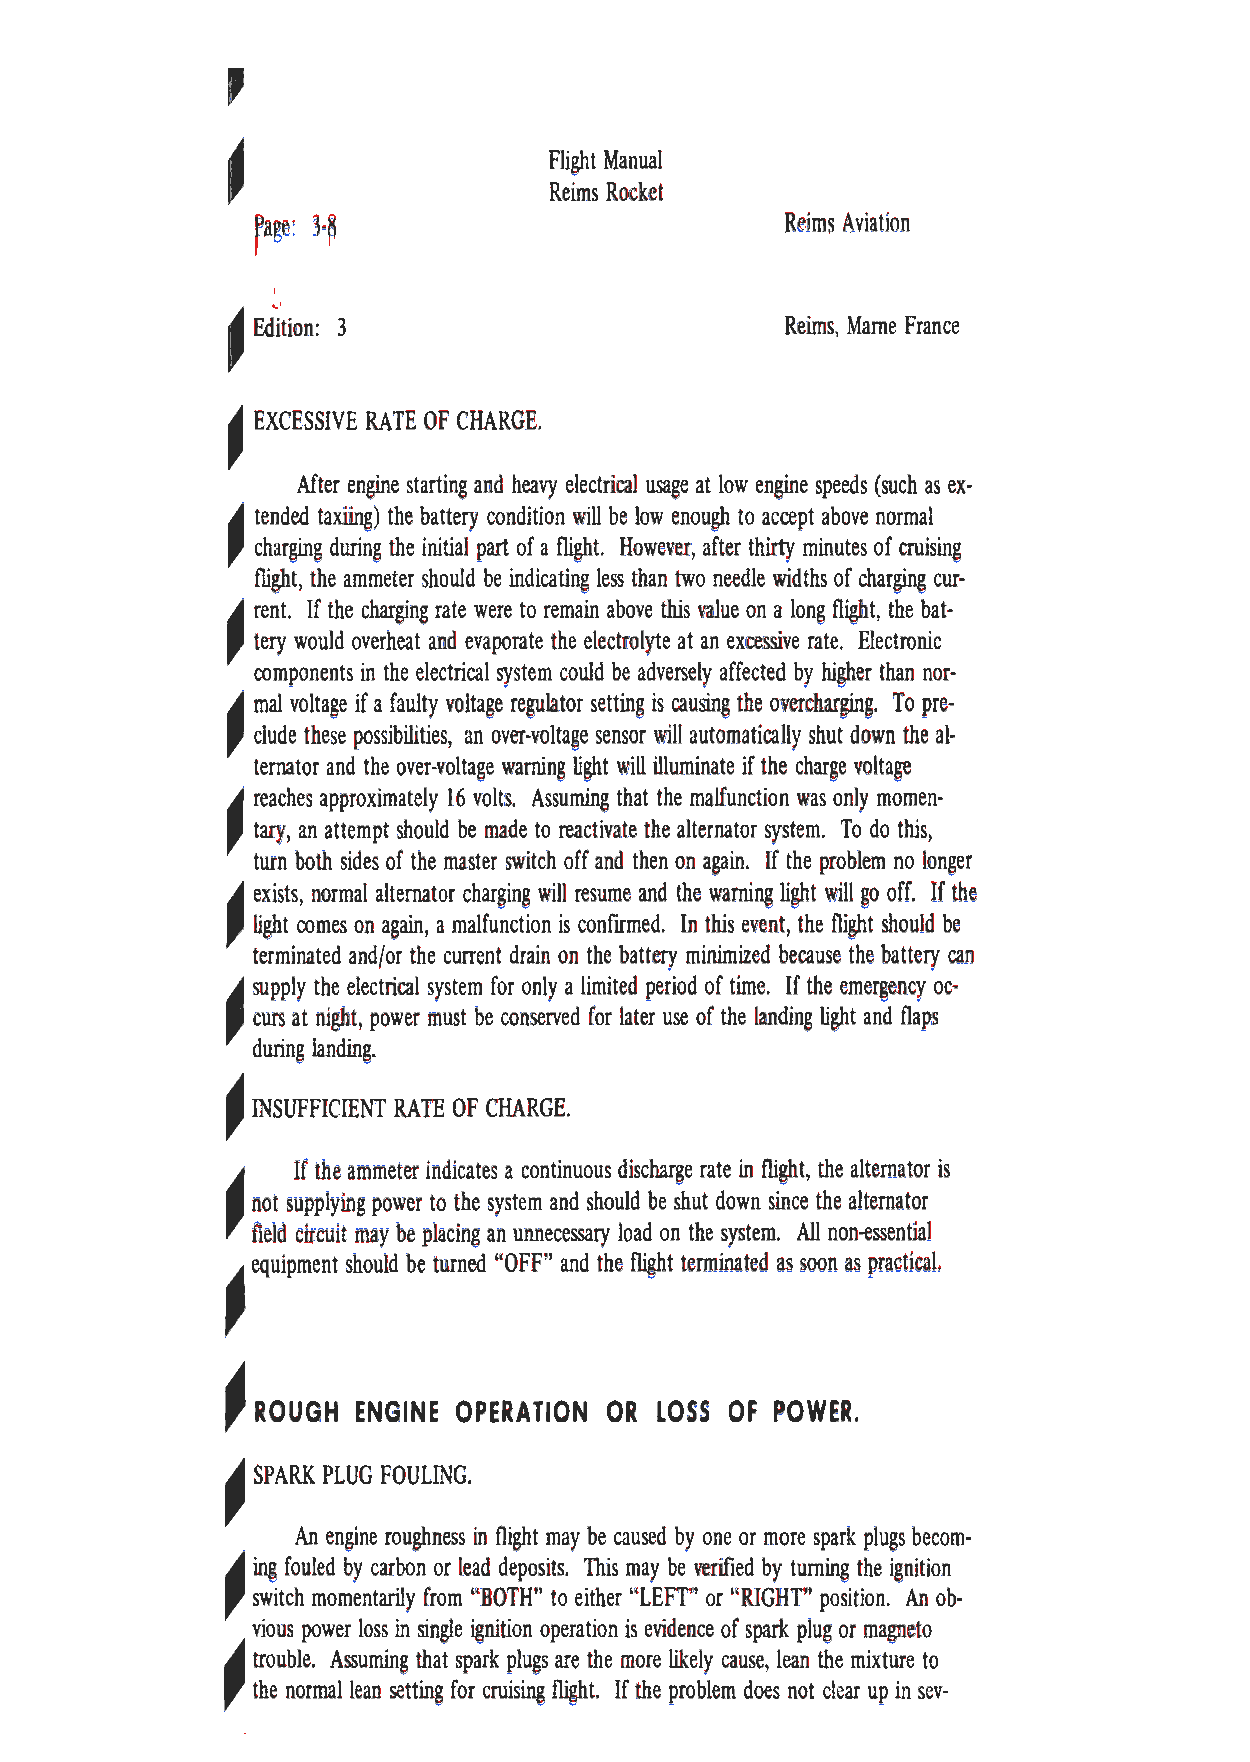 Flight Manual
Reims Rocket
Page: 3-8
Reims Aviation
Edition: 3
Reims, Marne France
EXCESSIVE RATE OF CHARGE.
After engine starting and heavy electrical usage at low engine speeds (such as ex-
tended taxiing) the battery condition will be low enough to accept above normal
charging during the initial part of a flight. However, after thirty minutes of cruising
flight, the ammeter should be indicating less than two needle widths of charging cur-
rent. If the charging rate were to remain above this value on a long flight, the bat-
tery would overheat and evaporate the electrolyte at an excessive rate. Electronic
components in the electrical system could be adversely affected by higher than nor-
mal voltage if a faulty voltage regulator setting is causing the overcharging. To pre-
clude these possibilities, an over-voltage sensor will automatically shut down the al-
ternator and the over-voltage warning light will illuminate if the charge voltage
reaches approximately 16 volts. Assuming that the malfunction was only momen-
tary, an attempt should be made to reactivate the alternator system. To do this,
turn both sides of the master switch off and then on again. If the problem no longer
exists, normal alternator charging will resume and the warning light will go off. If the
light comes on again, a malfunction is confirmed. In this event, the flight should be
terminated and/or the current drain on the battery minimized because the battery can
supply the electrical system for only a limited period of time. If the emergency oc-
curs at night, power must be conserved for later use of the landing light and flaps
during landing.
INSUFFICIENT RATE OF CHARGE.
If the ammeter indicates a continuous discharge rate in flight, the alternator is
not supplying power to the system and should be shut down since the alternator
field circuit may be placing an unnecessary load on the system. All non-essential
equipment should be turned “OFF” and the flight terminated as soon as practical.
ROUGH ENGINE OPERATION OR LOSS OF POWER.
SPARK PLUG FOULING.
An engine roughness in flight may be caused by one or more spark plugs becom-
ing fouled by carbon or lead deposits. This may be verified by turning the ignition
switch momentarily from “BOTH” to either “LEFT” or “RIGHT” position. An ob-
vious power loss in single ignition operation is evidence of spark plug or magneto
trouble. Assuming that spark plugs are the more likely cause, lean the mixture to
the normal lean setting for cruising flight. If the problem does not clear up in sev-